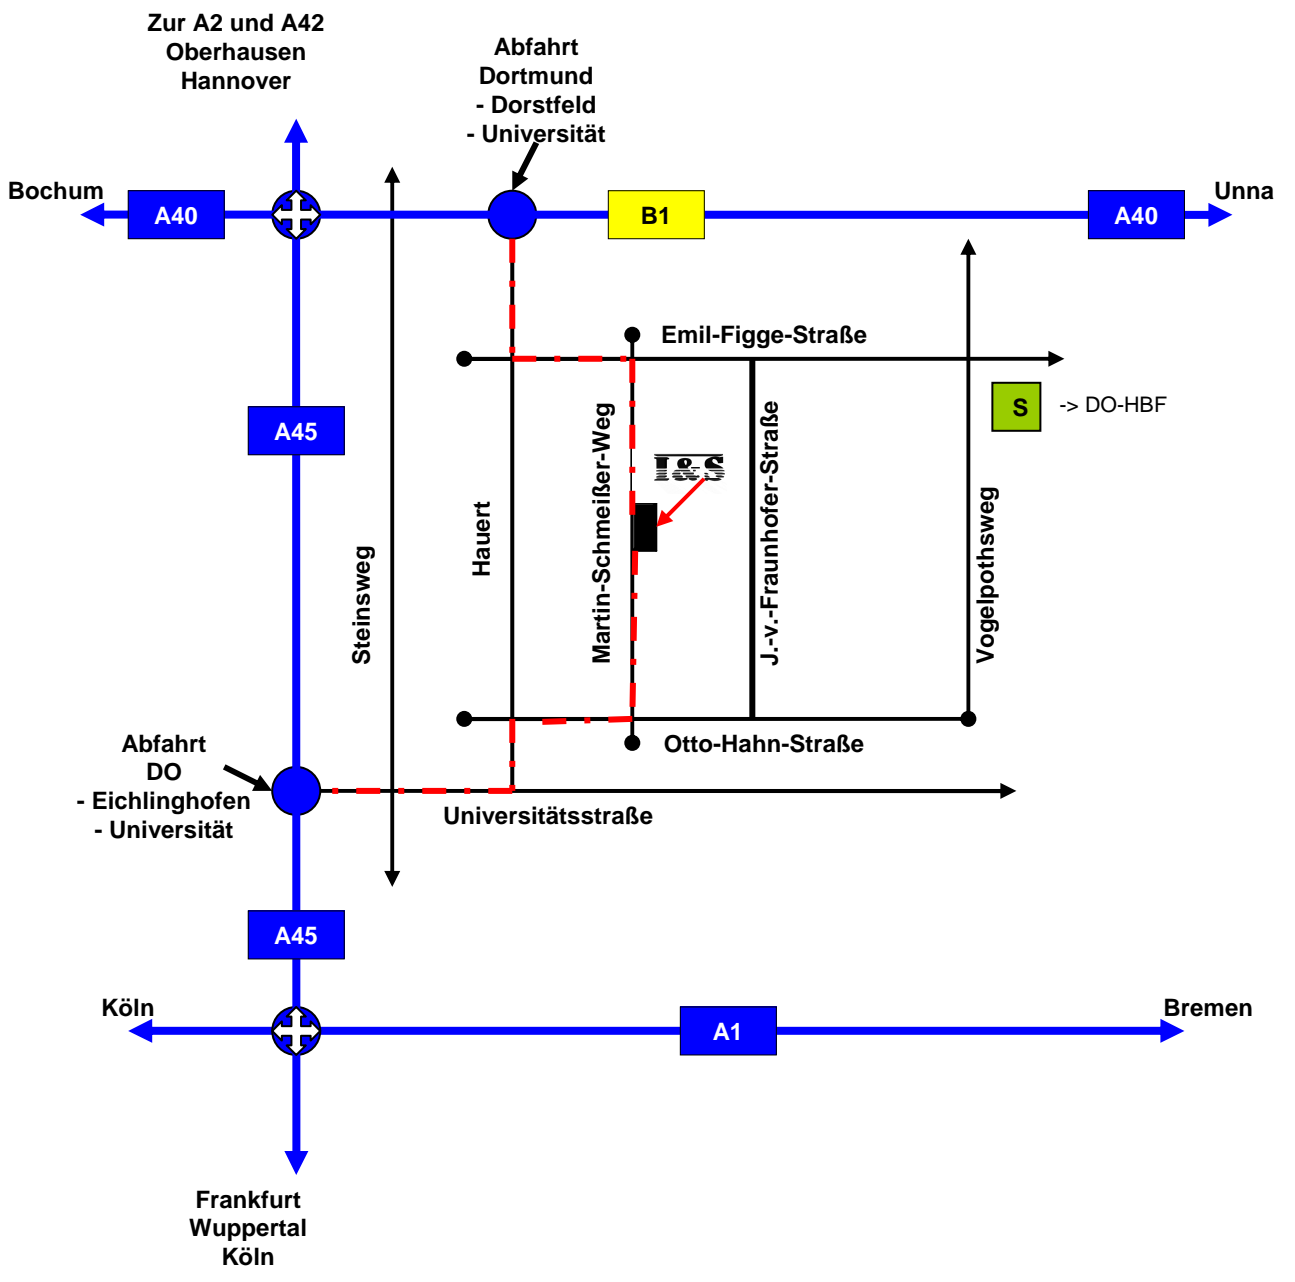 Zur A2 und A42
Oberhausen
Hannover
Abfahrt
Dortmund
- Dorstfeld
- Universität
Bochum
A40
B1
A40
Unna
Emil-Figge-Straße
S
-> DO-HBF
A45
I&S
Steinsweg
Hauert
Martin-Schmeißer-Weg
J.-v.-Fraunhofer-Straße
Vogelpothsweg
Otto-Hahn-Straße
Abfahrt
DO
- Eichlinghofen
- Universität
Universitätsstraße
A45
Köln
A1
Bremen
Frankfurt
Wuppertal
Köln